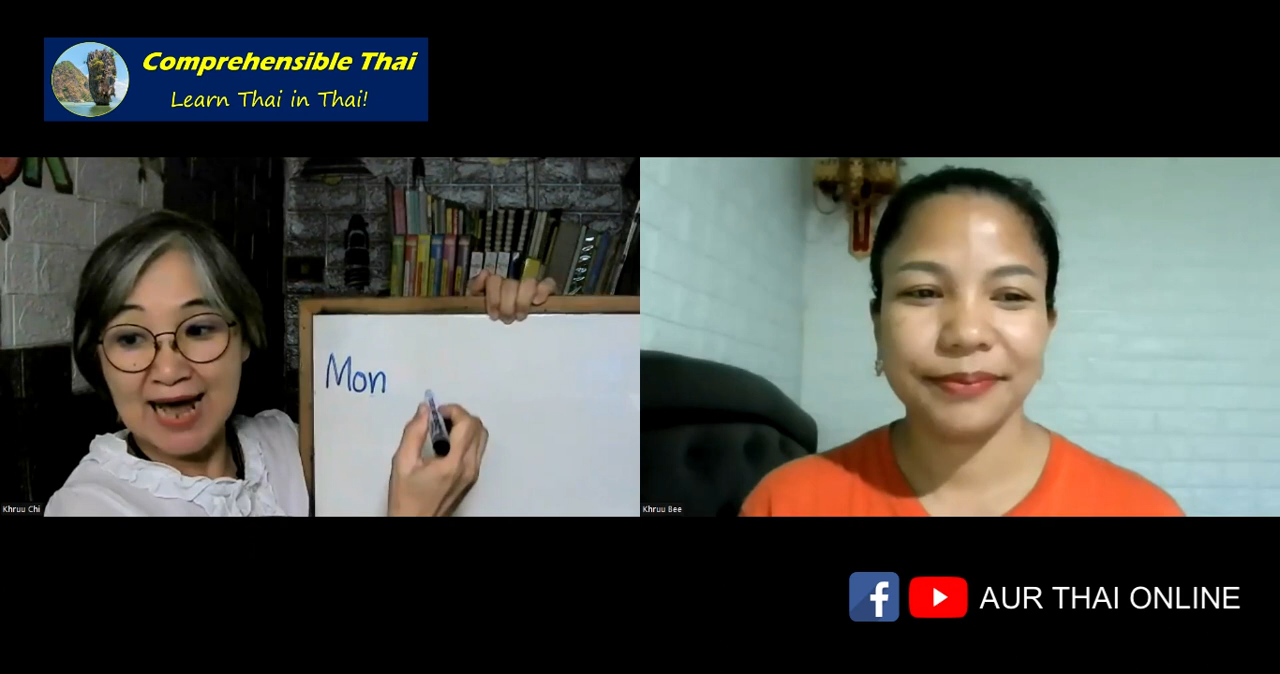 Comprehensible Thai
Learn Thai in Thai!
Mon
Khruu Chi
Khruu Bee
AUR THAI ONLINE